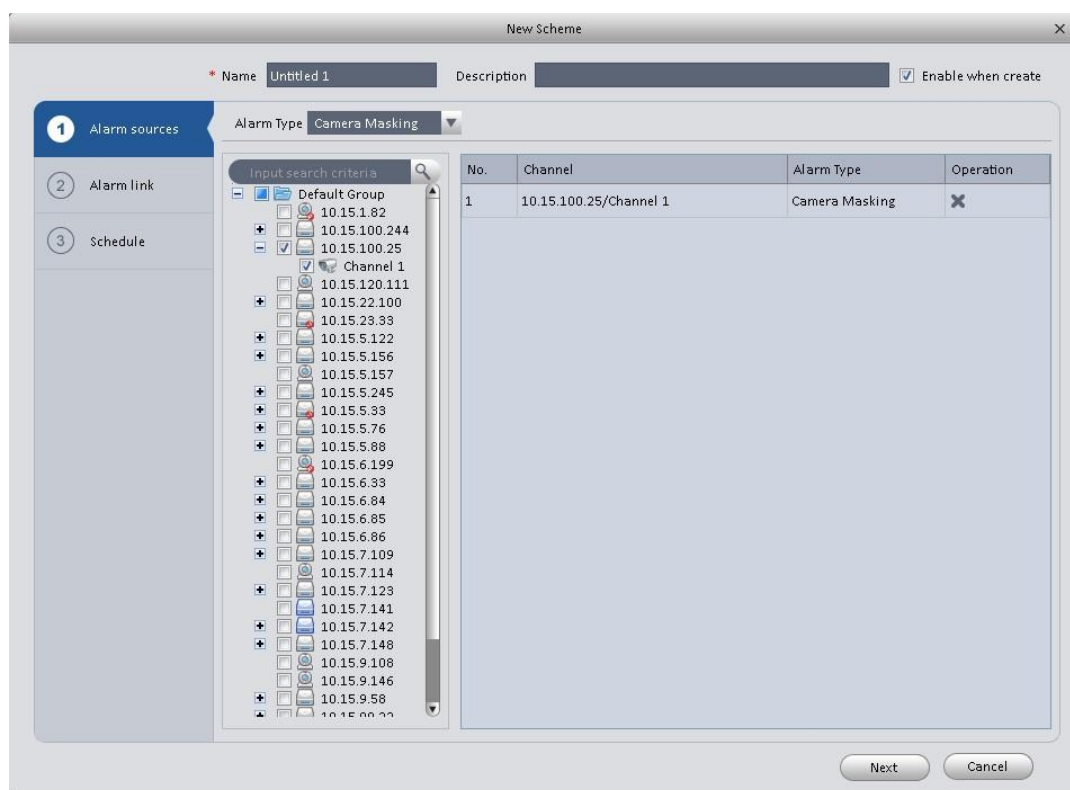 New Scheme
* Name Untitled 1 Description Enable when create
1 Alarm sources
2 Alarm link
3 Schedule
Alarm Type Camera Masking
Input search criteria
Default Group
10.15.1.82
10.15.100.244
10.15.100.25
Channel 1
10.15.120.111
10.15.22.100
10.15.23.33
10.15.5.122
10.15.5.156
10.15.5.157
10.15.5.245
10.15.5.33
10.15.5.76
10.15.5.88
10.15.6.199
10.15.6.33
10.15.6.84
10.15.6.85
10.15.6.86
10.15.7.109
10.15.7.114
10.15.7.123
10.15.7.141
10.15.7.142
10.15.7.148
10.15.9.108
10.15.9.146
10.15.9.58
No. Channel Alarm Type Operation
1 10.15.100.25/Channel 1 Camera Masking
Next Cancel